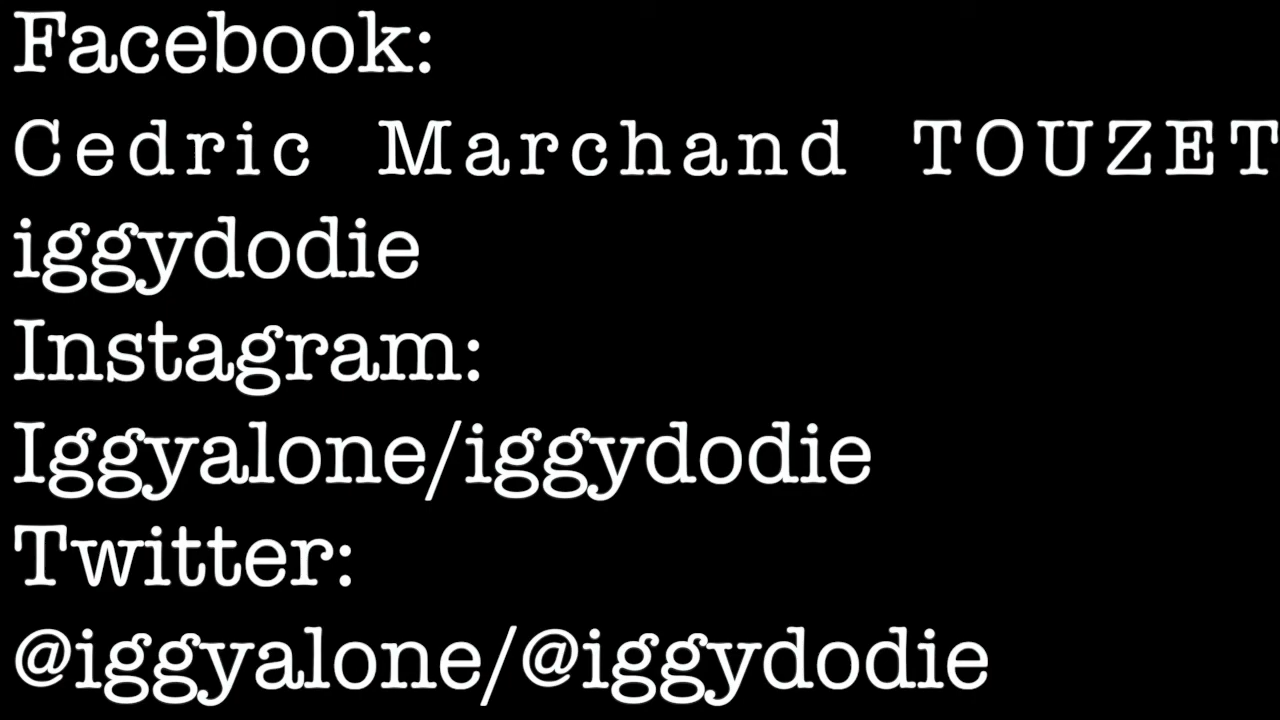 Facebook:
Cedric Marchand TOUZET
iggydodie
Instagram:
Iggyalone/iggydodie
Twitter:
@iggyalone/@iggydodie